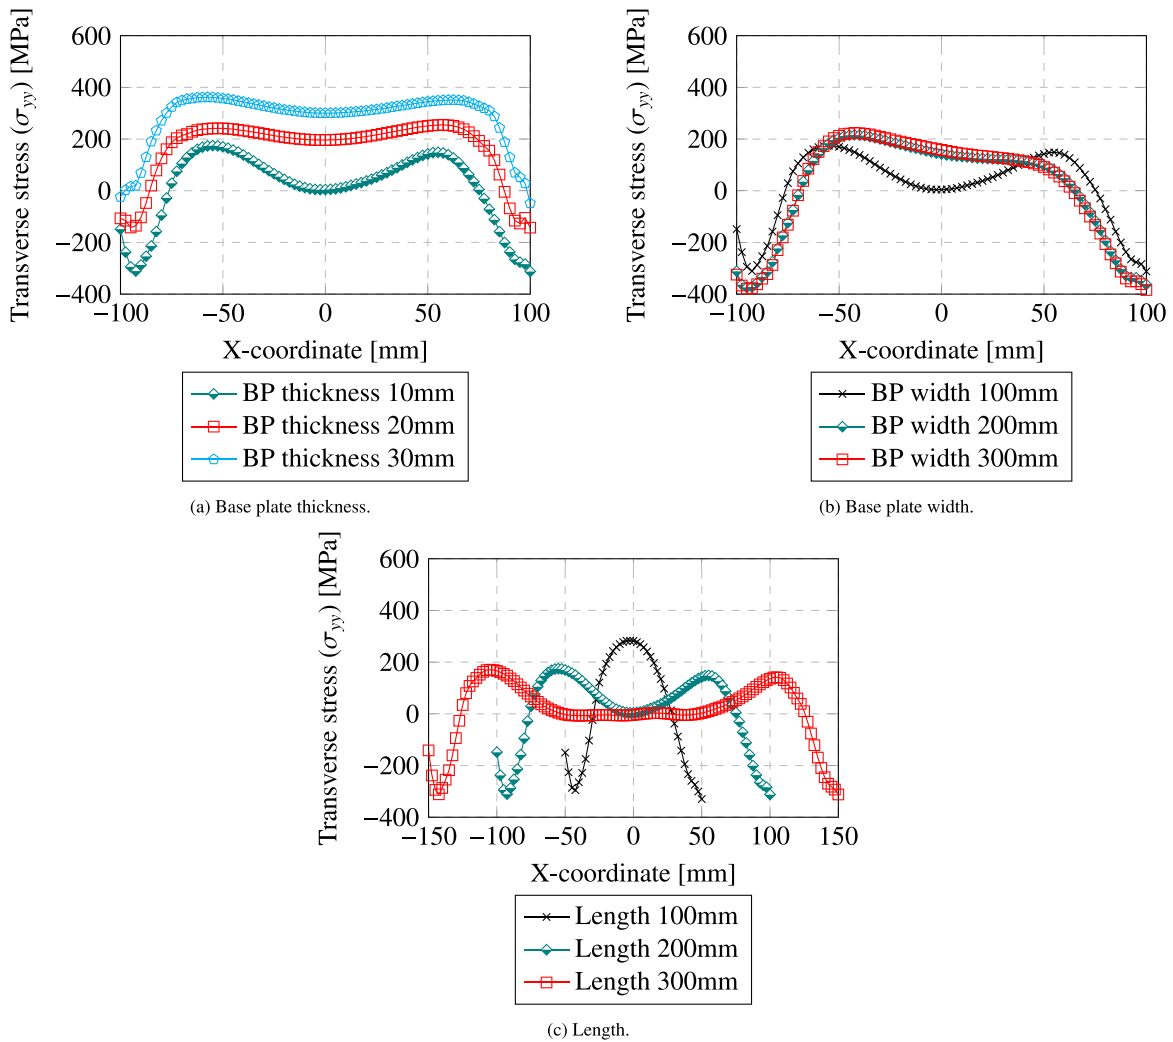 Transverse stress (σyy) [MPa]
600
400
200
0
−200
−400
−100
−50
0
50
100
X-coordinate [mm]
BP thickness 10mm
BP thickness 20mm
BP thickness 30mm
(a) Base plate thickness.
Transverse stress (σyy) [MPa]
600
400
200
0
−200
−400
−100
−50
0
50
100
X-coordinate [mm]
BP width 100mm
BP width 200mm
BP width 300mm
(b) Base plate width.
Transverse stress (σyy) [MPa]
600
400
200
0
−200
−400
−150
−100
−50
0
50
100
150
X-coordinate [mm]
Length 100mm
Length 200mm
Length 300mm
(c) Length.